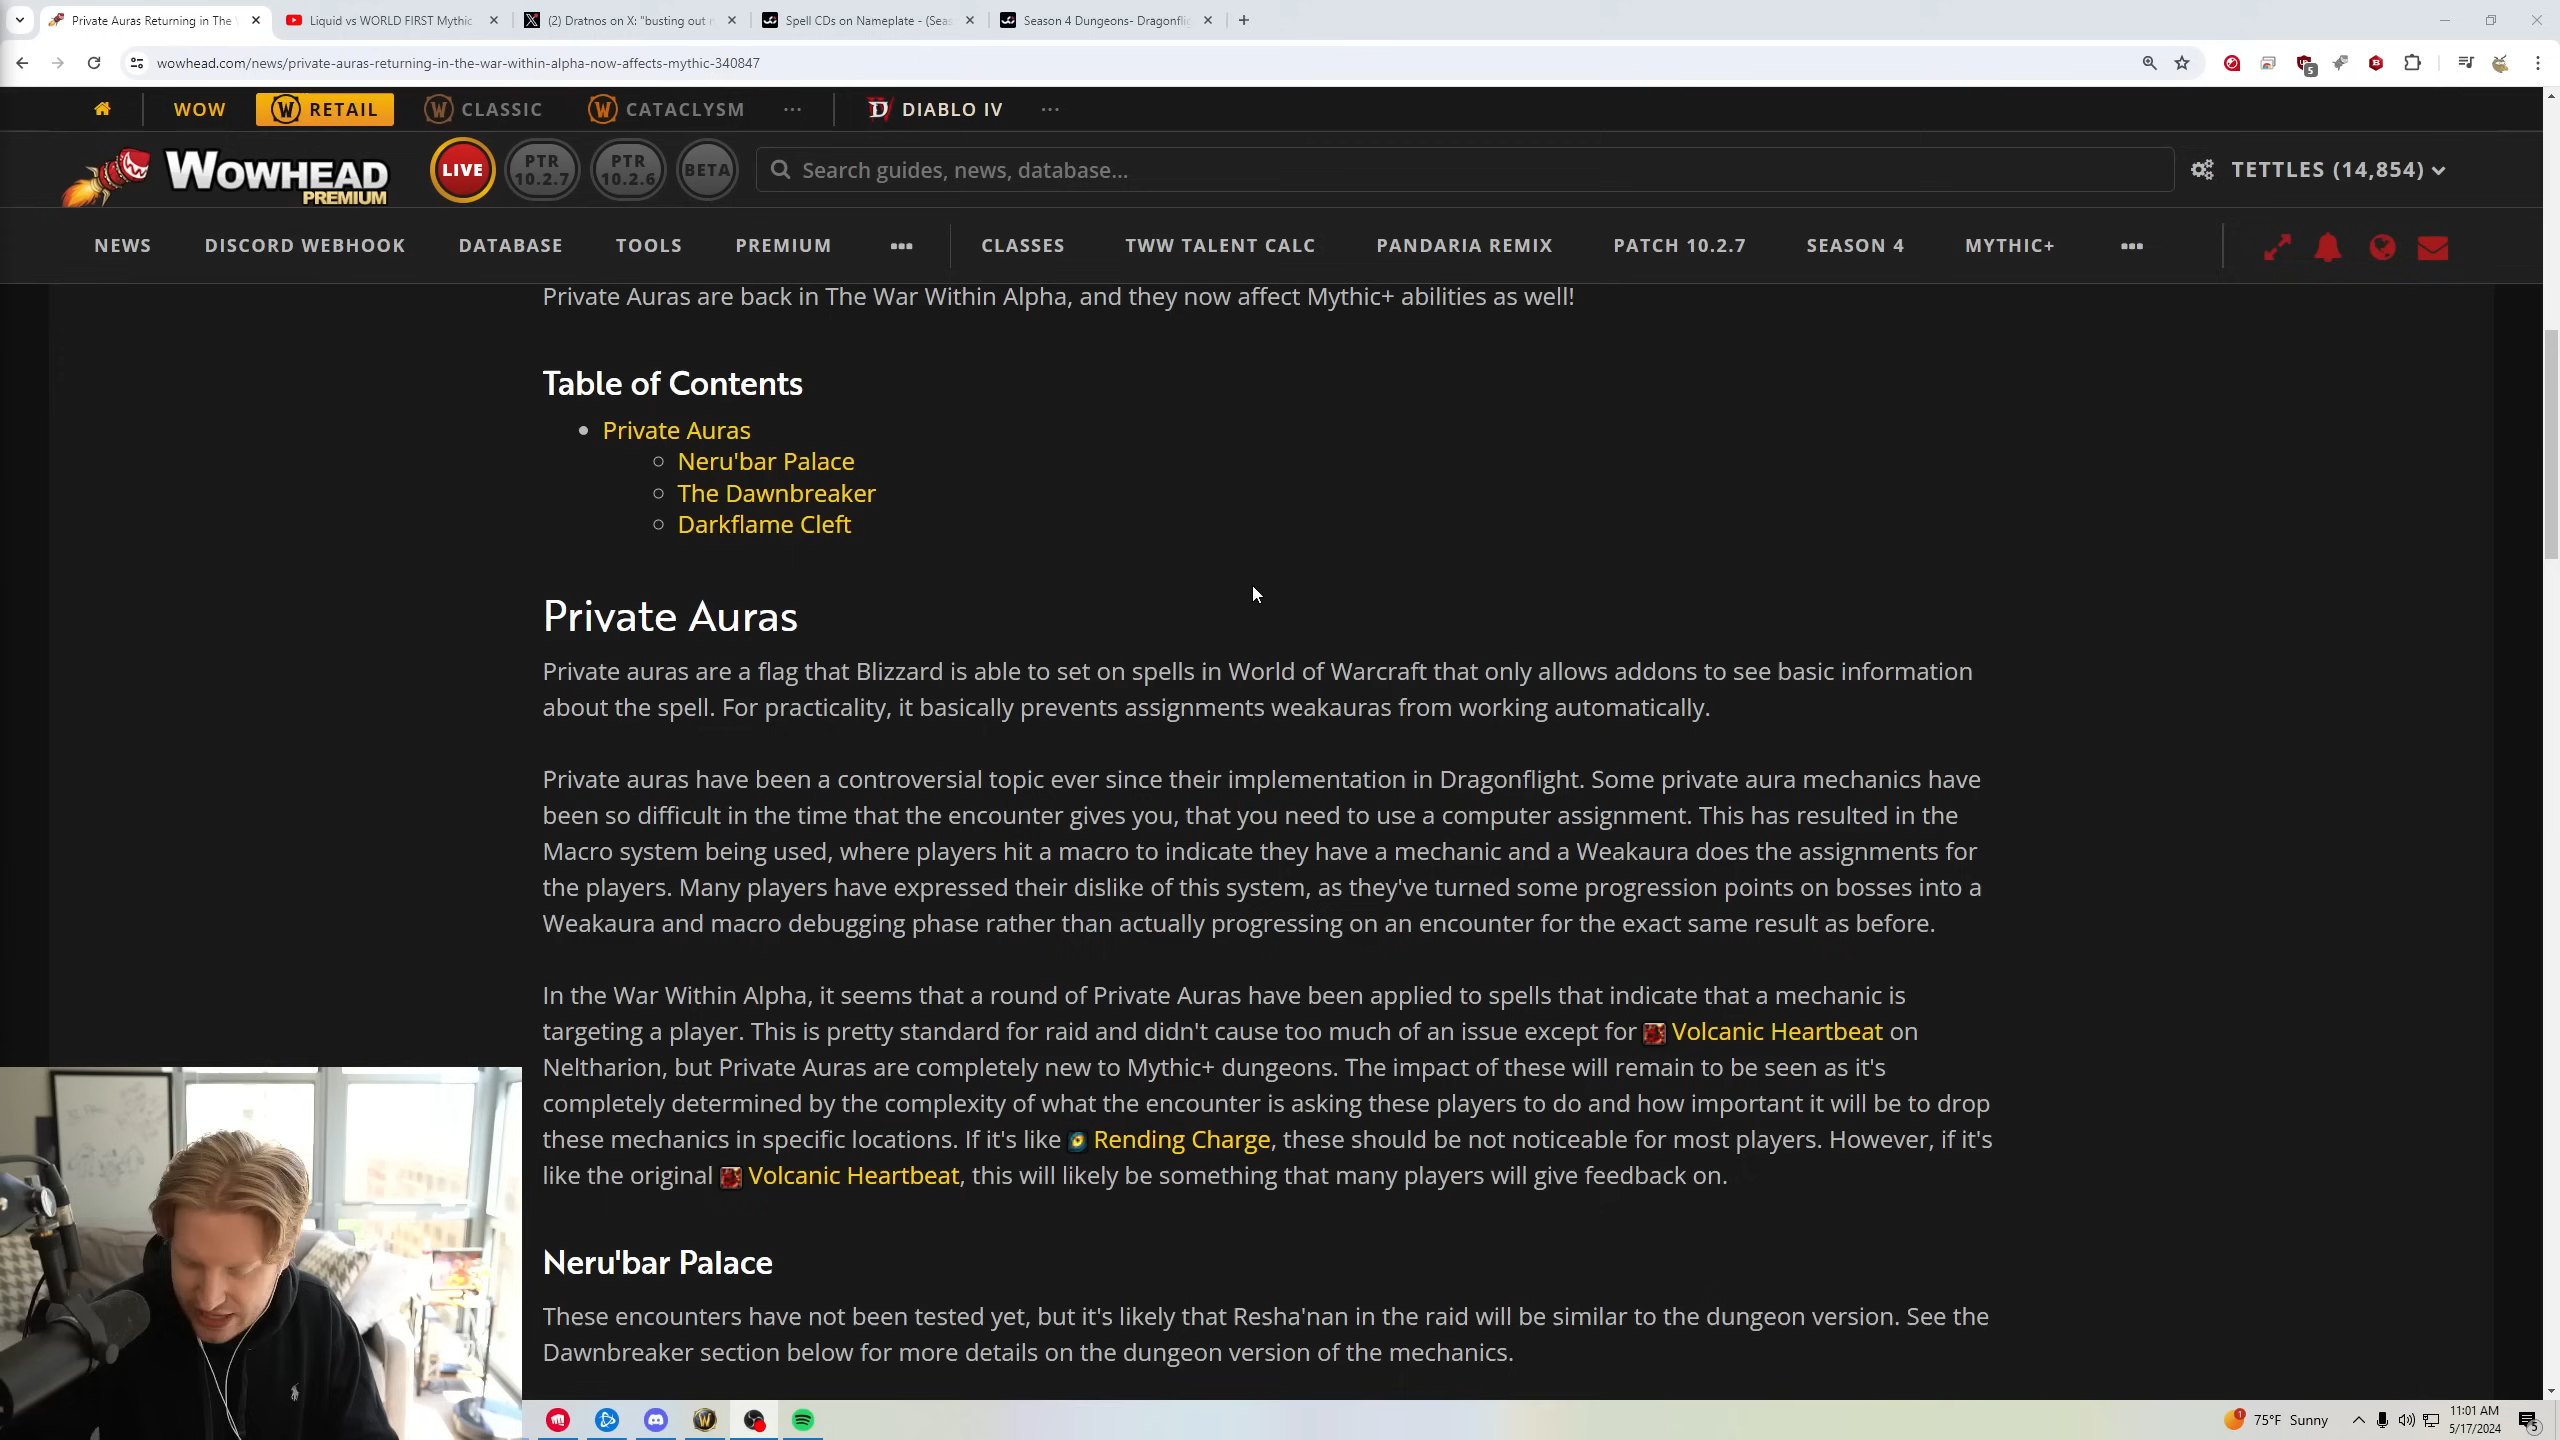 Private Auras Returning in The W
Liquid vs WORLD FIRST Mythic
(2) Dratnos on X: "busting out
Spell CDs on Nameplate - (Seas
Season 4 Dungeons- Dragonflig
wowhead.com/news/private-auras-returning-in-the-war-within-alpha-now-affects-mythic-340847
5
WOW
RETAIL
CLASSIC
CATACLYSM
DIABLO IV
WOWHEAD
PREMIUM
LIVE
PTR
10.2.7
PTR
10.2.6
BETA
Search guides, news, database...
TETTLES (14,854)
NEWS
DISCORD WEBHOOK
DATABASE
TOOLS
PREMIUM
CLASSES
TWW TALENT CALC
PANDARIA REMIX
PATCH 10.2.7
SEASON 4
MYTHIC+
Private Auras are back in The War Within Alpha, and they now affect Mythic+ abilities as well!
Table of Contents
Private Auras
Neru'bar Palace
The Dawnbreaker
Darkflame Cleft
Private Auras
Private auras are a flag that Blizzard is able to set on spells in World of Warcraft that only allows addons to see basic information
about the spell. For practicality, it basically prevents assignments weakauras from working automatically.
Private auras have been a controversial topic ever since their implementation in Dragonflight. Some private aura mechanics have
been so difficult in the time that the encounter gives you, that you need to use a computer assignment. This has resulted in the
Macro system being used, where players hit a macro to indicate they have a mechanic and a Weakaura does the assignments for
the players. Many players have expressed their dislike of this system, as they've turned some progression points on bosses into a
Weakaura and macro debugging phase rather than actually progressing on an encounter for the exact same result as before.
In the War Within Alpha, it seems that a round of Private Auras have been applied to spells that indicate that a mechanic is
targeting a player. This is pretty standard for raid and didn't cause too much of an issue except for Volcanic Heartbeat on
Neltharion, but Private Auras are completely new to Mythic+ dungeons. The impact of these will remain to be seen as it's
completely determined by the complexity of what the encounter is asking these players to do and how important it will be to drop
these mechanics in specific locations. If it's like Rending Charge, these should be not noticeable for most players. However, if it's
like the original Volcanic Heartbeat, this will likely be something that many players will give feedback on.
Neru'bar Palace
These encounters have not been tested yet, but it's likely that Resha'nan in the raid will be similar to the dungeon version. See the
Dawnbreaker section below for more details on the dungeon version of the mechanics.
75°F Sunny
11:01 AM
5/17/2024
5